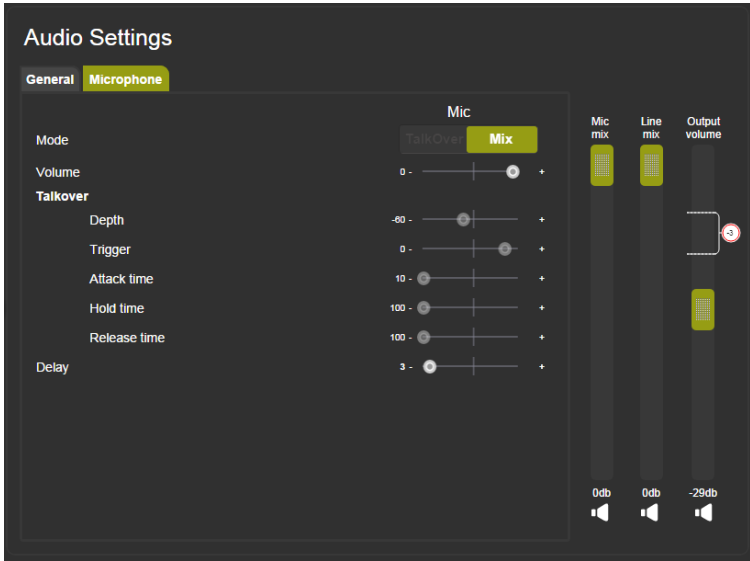 Audio Settings
General Microphone
Mic
Mode TalkOver Mix
Volume 0 - +
Talkover
Depth -60 - +
Trigger 0 - +
Attack time 10 - +
Hold time 100 - +
Release time 100 - +
Delay 3 - +
Mic mix
Line mix
Output volume
-3
0db 0db -29db